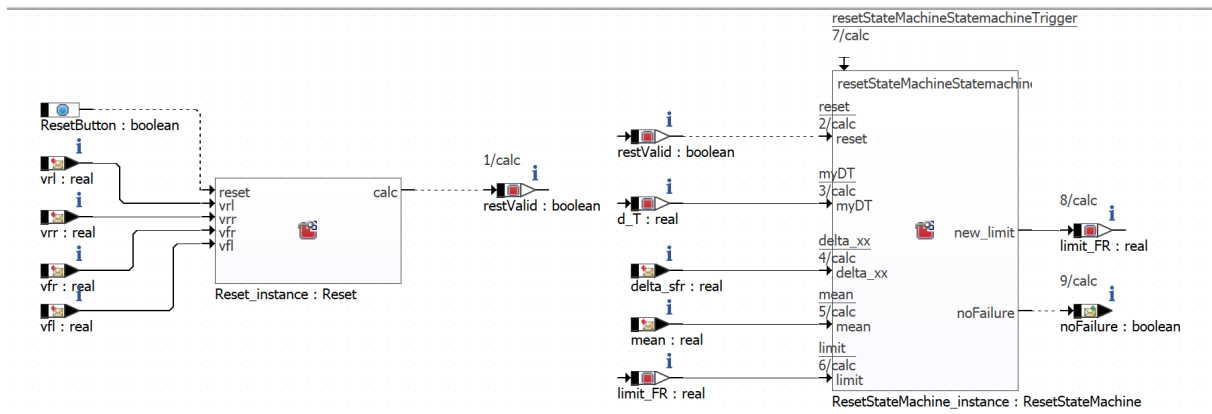 resetStateMachineStatemachineTrigger
7/calc
ResetButton : boolean
vrl : real
vrr : real
vfr : real
vfl : real
reset
vrl
vrr
vfr
vfl
calc
Reset_instance : Reset
1/calc
restValid : boolean
resetStateMachineStatemachine
restValid : boolean
d_T : real
delta_sfr : real
mean : real
limit_FR : real
reset
2/calc
reset
myDT
3/calc
myDT
delta_xx
4/calc
delta_xx
mean
5/calc
mean
limit
6/calc
limit
new_limit
noFailure
8/calc
limit_FR : real
9/calc
noFailure : boolean
ResetStateMachine_instance : ResetStateMachine